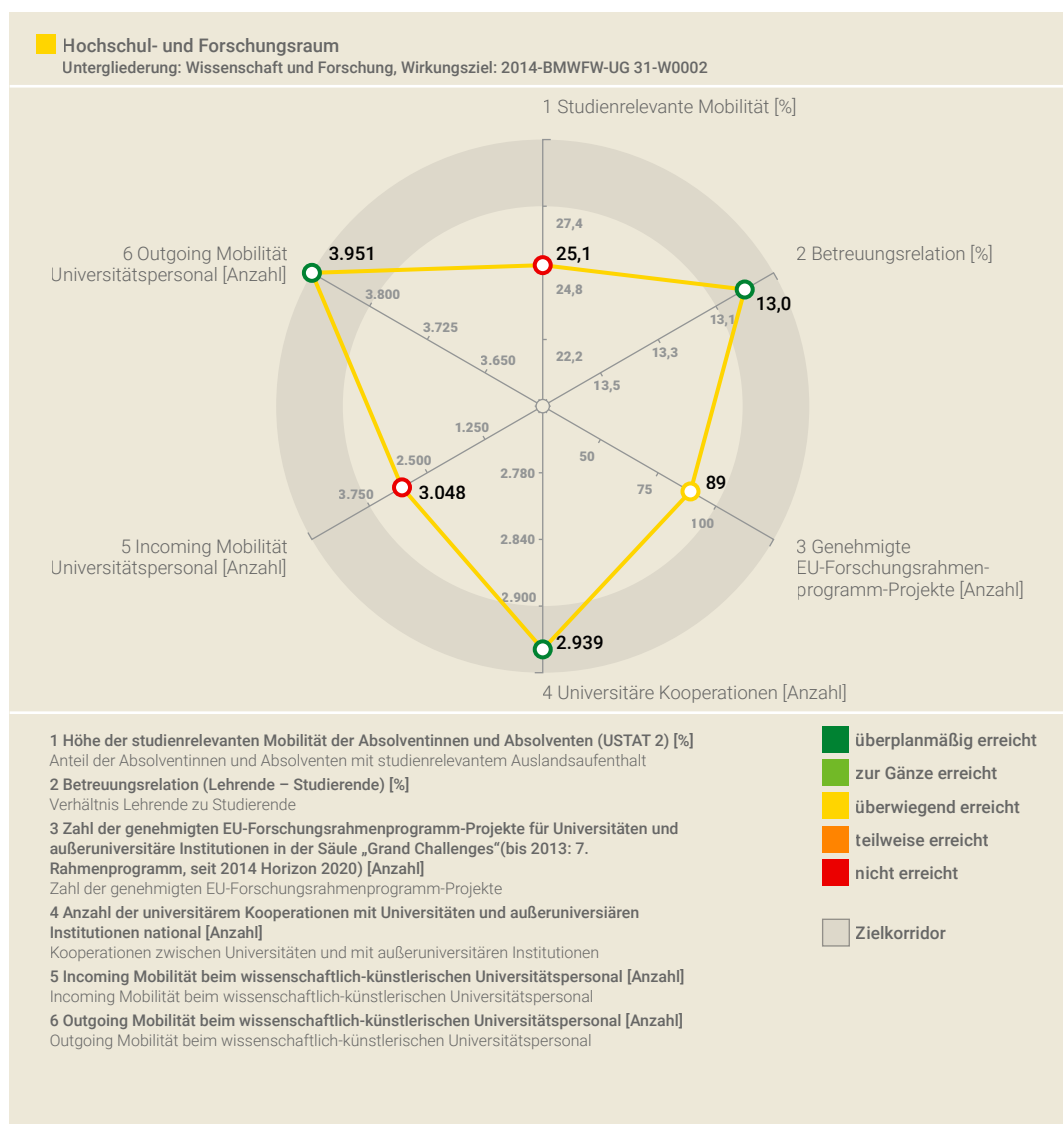 Hochschul- und Forschungsraum
Untergliederung: Wissenschaft und Forschung, Wirkungsziel: 2014-BMWFW-UG 31-W0002
1 Studienrelevante Mobilität [%]
27,4
25,1
24,8
22,2
2 Betreuungsrelation [%]
13,0
13,1
13,3
13,5
6 Outgoing Mobilität
Universitätspersonal [Anzahl]
3.951
3.800
3.725
3.650
1.250
2.500
3.750
3.048
5 Incoming Mobilität
Universitätspersonal [Anzahl]
50
75
89
100
3 Genehmigte
EU-Forschungsrahmen-
programm-Projekte [Anzahl]
2.780
2.840
2.900
2.939
4 Universitäre Kooperationen [Anzahl]
1 Höhe der studienrelevanten Mobilität der Absolventinnen und Absolventen (USTAT 2) [%]
Anteil der Absolventinnen und Absolventen mit studienrelevantem Auslandsaufenthalt
2 Betreuungsrelation (Lehrende – Studierende) [%]
Verhältnis Lehrende zu Studierende
3 Zahl der genehmigten EU-Forschungsrahmenprogramm-Projekte für Universitäten und
außeruniversitäre Institutionen in der Säule „Grand Challenges“(bis 2013: 7.
Rahmenprogramm, seit 2014 Horizon 2020) [Anzahl]
Zahl der genehmigten EU-Forschungsrahmenprogramm-Projekte
4 Anzahl der universitärem Kooperationen mit Universitäten und außeruniversiären
Institutionen national [Anzahl]
Kooperationen zwischen Universitäten und mit außeruniversitären Institutionen
5 Incoming Mobilität beim wissenschaftlich-künstlerischen Universitätspersonal [Anzahl]
Incoming Mobilität beim wissenschaftlich-künstlerischen Universitätspersonal
6 Outgoing Mobilität beim wissenschaftlich-künstlerischen Universitätspersonal [Anzahl]
Outgoing Mobilität beim wissenschaftlich-künstlerischen Universitätspersonal
überplanmäßig erreicht
zur Gänze erreicht
überwiegend erreicht
teilweise erreicht
nicht erreicht
Zielkorridor